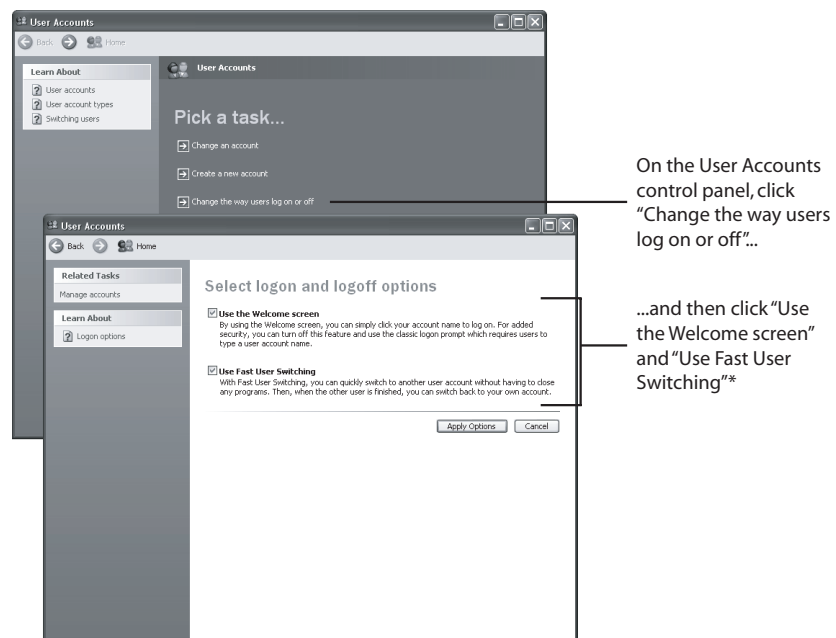 User Accounts
Back Home
Learn About
User accounts
User account types
Switching users
User Accounts
Pick a task...
Change an account
Create a new account
Change the way users log on or off
User Accounts
Back Home
Related Tasks
Manage accounts
Learn About
Logon options
Select logon and logoff options
Use the Welcome screen
By using the Welcome screen, you can simply click your account name to log on. For added
security, you can turn off this feature and use the classic logon prompt which requires users to
type a user account name.
Use Fast User Switching
With Fast User Switching, you can quickly switch to another user account without having to close
any programs. Then, when the other user is finished, you can switch back to your own account.
Apply Options Cancel
On the User Accounts
control panel, click
“Change the way users
log on or off”...
...and then click “Use
the Welcome screen”
and “Use Fast User
Switching”*